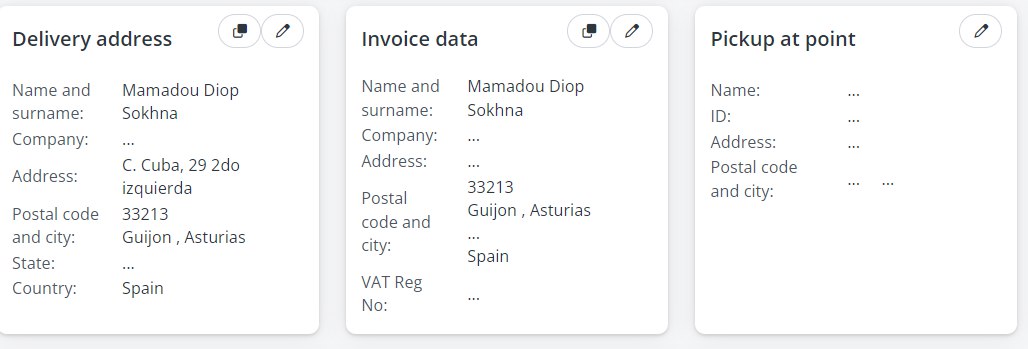 Delivery address
Name and
surname:
Mamadou Diop
Sokhna
Company:
...
Address:
C. Cuba, 29 2do
izquierda
Postal code
and city:
33213
Guijon , Asturias
State:
...
Country:
Spain
Invoice data
Name and
surname:
Mamadou Diop
Sokhna
Company:
...
Address:
...
Postal
code and
city:
33213
Guijon , Asturias
...
Spain
VAT Reg
No:
...
Pickup at point
Name:
...
ID:
...
Address:
...
Postal code
and city:
... ...